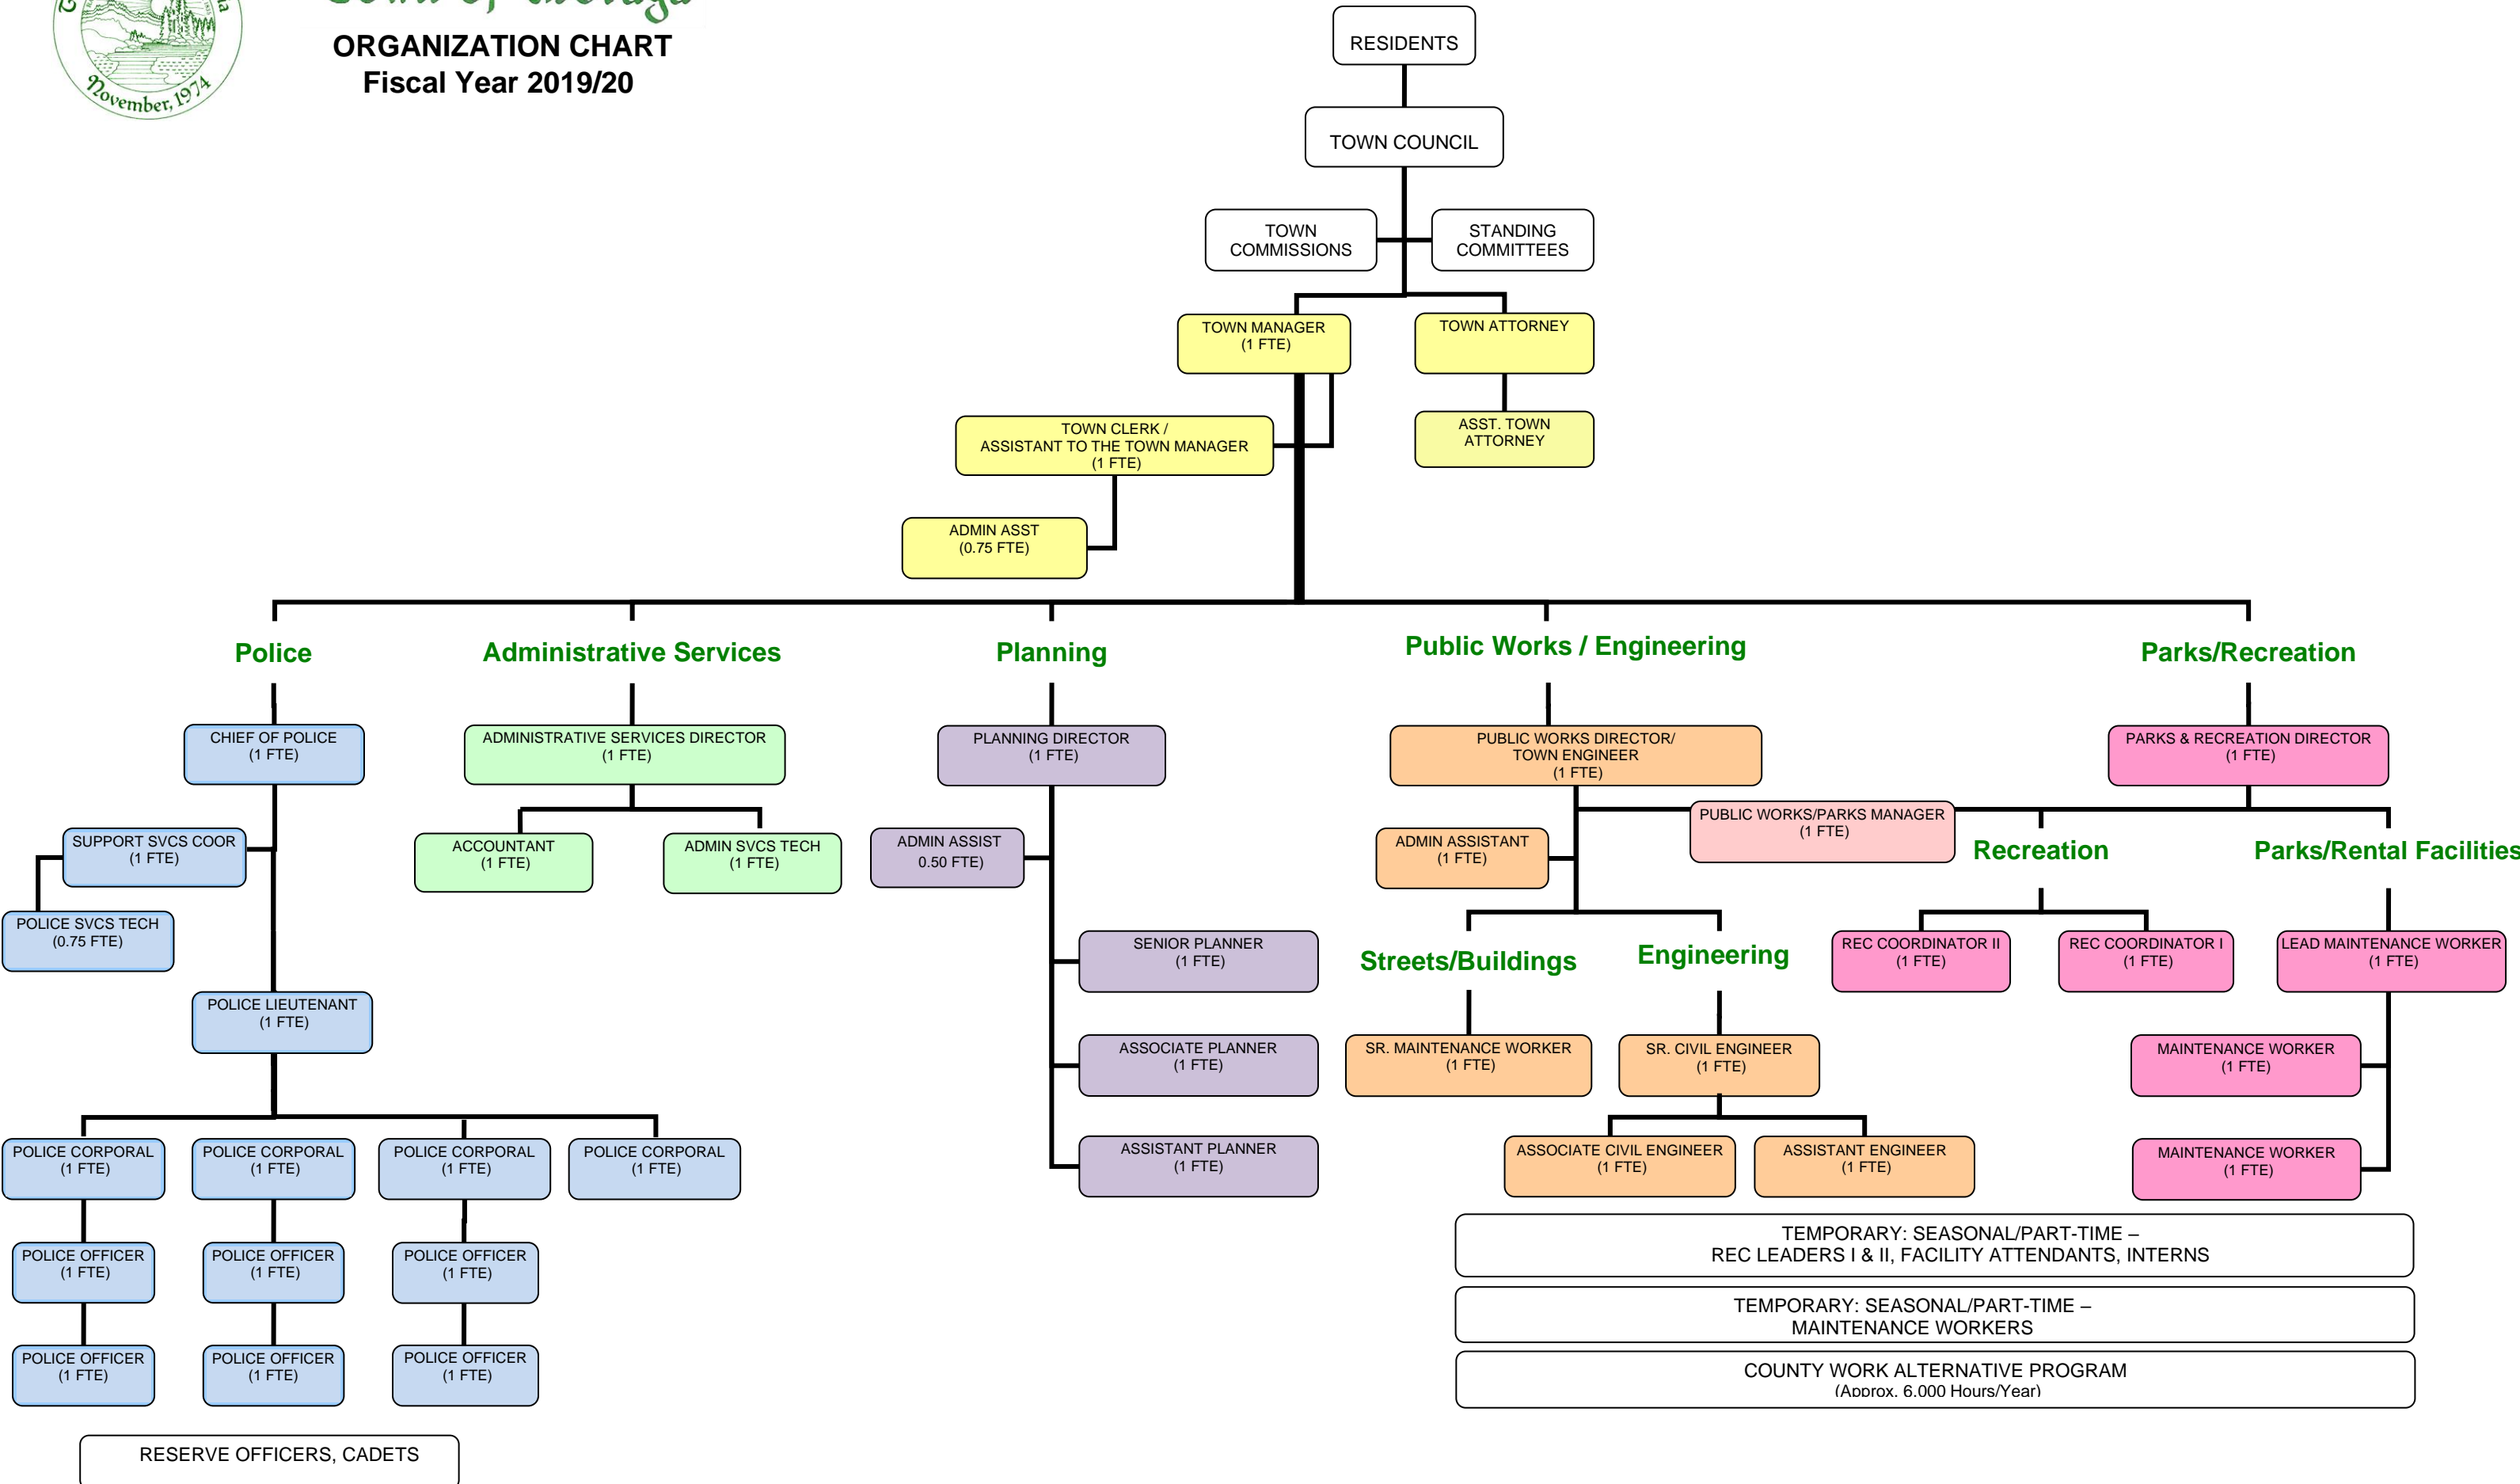 November, 1974
ORGANIZATION CHART
Fiscal Year 2019/20
RESIDENTS
TOWN COUNCIL
TOWN
COMMISSIONS
STANDING
COMMITTEES
TOWN MANAGER
(1 FTE)
TOWN ATTORNEY
TOWN CLERK /
ASSISTANT TO THE TOWN MANAGER
(1 FTE)
ASST. TOWN
ATTORNEY
ADMIN ASST
(0.75 FTE)
Police
Administrative Services
Planning
Public Works / Engineering
Parks/Recreation
CHIEF OF POLICE
(1 FTE)
ADMINISTRATIVE SERVICES DIRECTOR
(1 FTE)
PLANNING DIRECTOR
(1 FTE)
PUBLIC WORKS DIRECTOR/
TOWN ENGINEER
(1 FTE)
PARKS & RECREATION DIRECTOR
(1 FTE)
SUPPORT SVCS COOR
(1 FTE)
ACCOUNTANT
(1 FTE)
ADMIN SVCS TECH
(1 FTE)
ADMIN ASSIST
0.50 FTE)
ADMIN ASSISTANT
(1 FTE)
PUBLIC WORKS/PARKS MANAGER
(1 FTE)
Recreation
Parks/Rental Facilities
POLICE SVCS TECH
(0.75 FTE)
SENIOR PLANNER
(1 FTE)
Streets/Buildings
Engineering
REC COORDINATOR II
(1 FTE)
REC COORDINATOR I
(1 FTE)
LEAD MAINTENANCE WORKER
(1 FTE)
POLICE LIEUTENANT
(1 FTE)
ASSOCIATE PLANNER
(1 FTE)
SR. MAINTENANCE WORKER
(1 FTE)
SR. CIVIL ENGINEER
(1 FTE)
MAINTENANCE WORKER
(1 FTE)
POLICE CORPORAL
(1 FTE)
POLICE CORPORAL
(1 FTE)
POLICE CORPORAL
(1 FTE)
POLICE CORPORAL
(1 FTE)
ASSISTANT PLANNER
(1 FTE)
ASSOCIATE CIVIL ENGINEER
(1 FTE)
ASSISTANT ENGINEER
(1 FTE)
MAINTENANCE WORKER
(1 FTE)
POLICE OFFICER
(1 FTE)
POLICE OFFICER
(1 FTE)
POLICE OFFICER
(1 FTE)
TEMPORARY: SEASONAL/PART-TIME –
REC LEADERS I & II, FACILITY ATTENDANTS, INTERNS
TEMPORARY: SEASONAL/PART-TIME –
MAINTENANCE WORKERS
POLICE OFFICER
(1 FTE)
POLICE OFFICER
(1 FTE)
POLICE OFFICER
(1 FTE)
COUNTY WORK ALTERNATIVE PROGRAM
(Approx. 6,000 Hours/Year)
RESERVE OFFICERS, CADETS